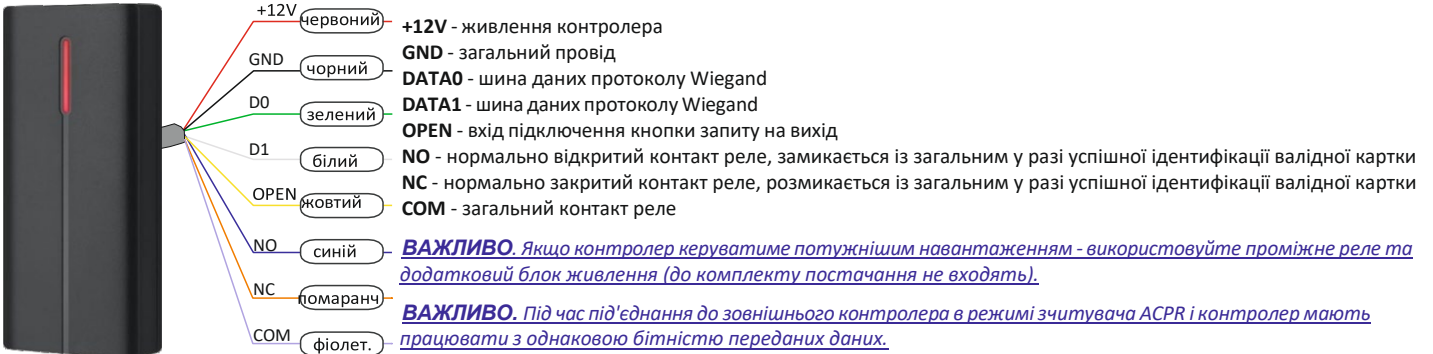 +12V червоний
GND чорний
D0 зелений
D1 білий
OPEN жовтий
NO синій
NC помаранч
COM фіолет.
+12V - живлення контролера
GND - загальний провід
DATA0 - шина даних протоколу Wiegand
DATA1 - шина даних протоколу Wiegand
OPEN - вхід підключення кнопки запиту на вихід
NO - нормально відкритий контакт реле, замикається із загальним у разі успішної ідентифікації валідної картки
NC - нормально закритий контакт реле, розмикається із загальним у разі успішної ідентифікації валідної картки
COM - загальний контакт реле
ВАЖЛИВО. Якщо контролер керуватиме потужнішим навантаженням - використовуйте проміжне реле та
додатковий блок живлення (до комплекту постачання не входять).
ВАЖЛИВО. Під час під'єднання до зовнішнього контролера в режимі зчитувача ACPR і контролер мають
працювати з однаковою бітністю переданих даних.